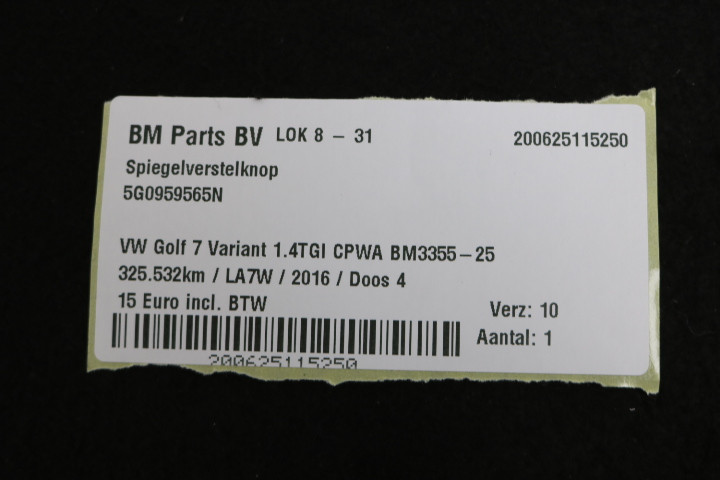 BM Parts BV LOK 8 - 31 200625115250
Spiegelverstelknop
5G0959565N
VW Golf 7 Variant 1.4TGI CPWA BM3355-25
325.532km / LA7W / 2016 / Doos 4
15 Euro incl. BTW Verz: 10
Aantal: 1
200625115250